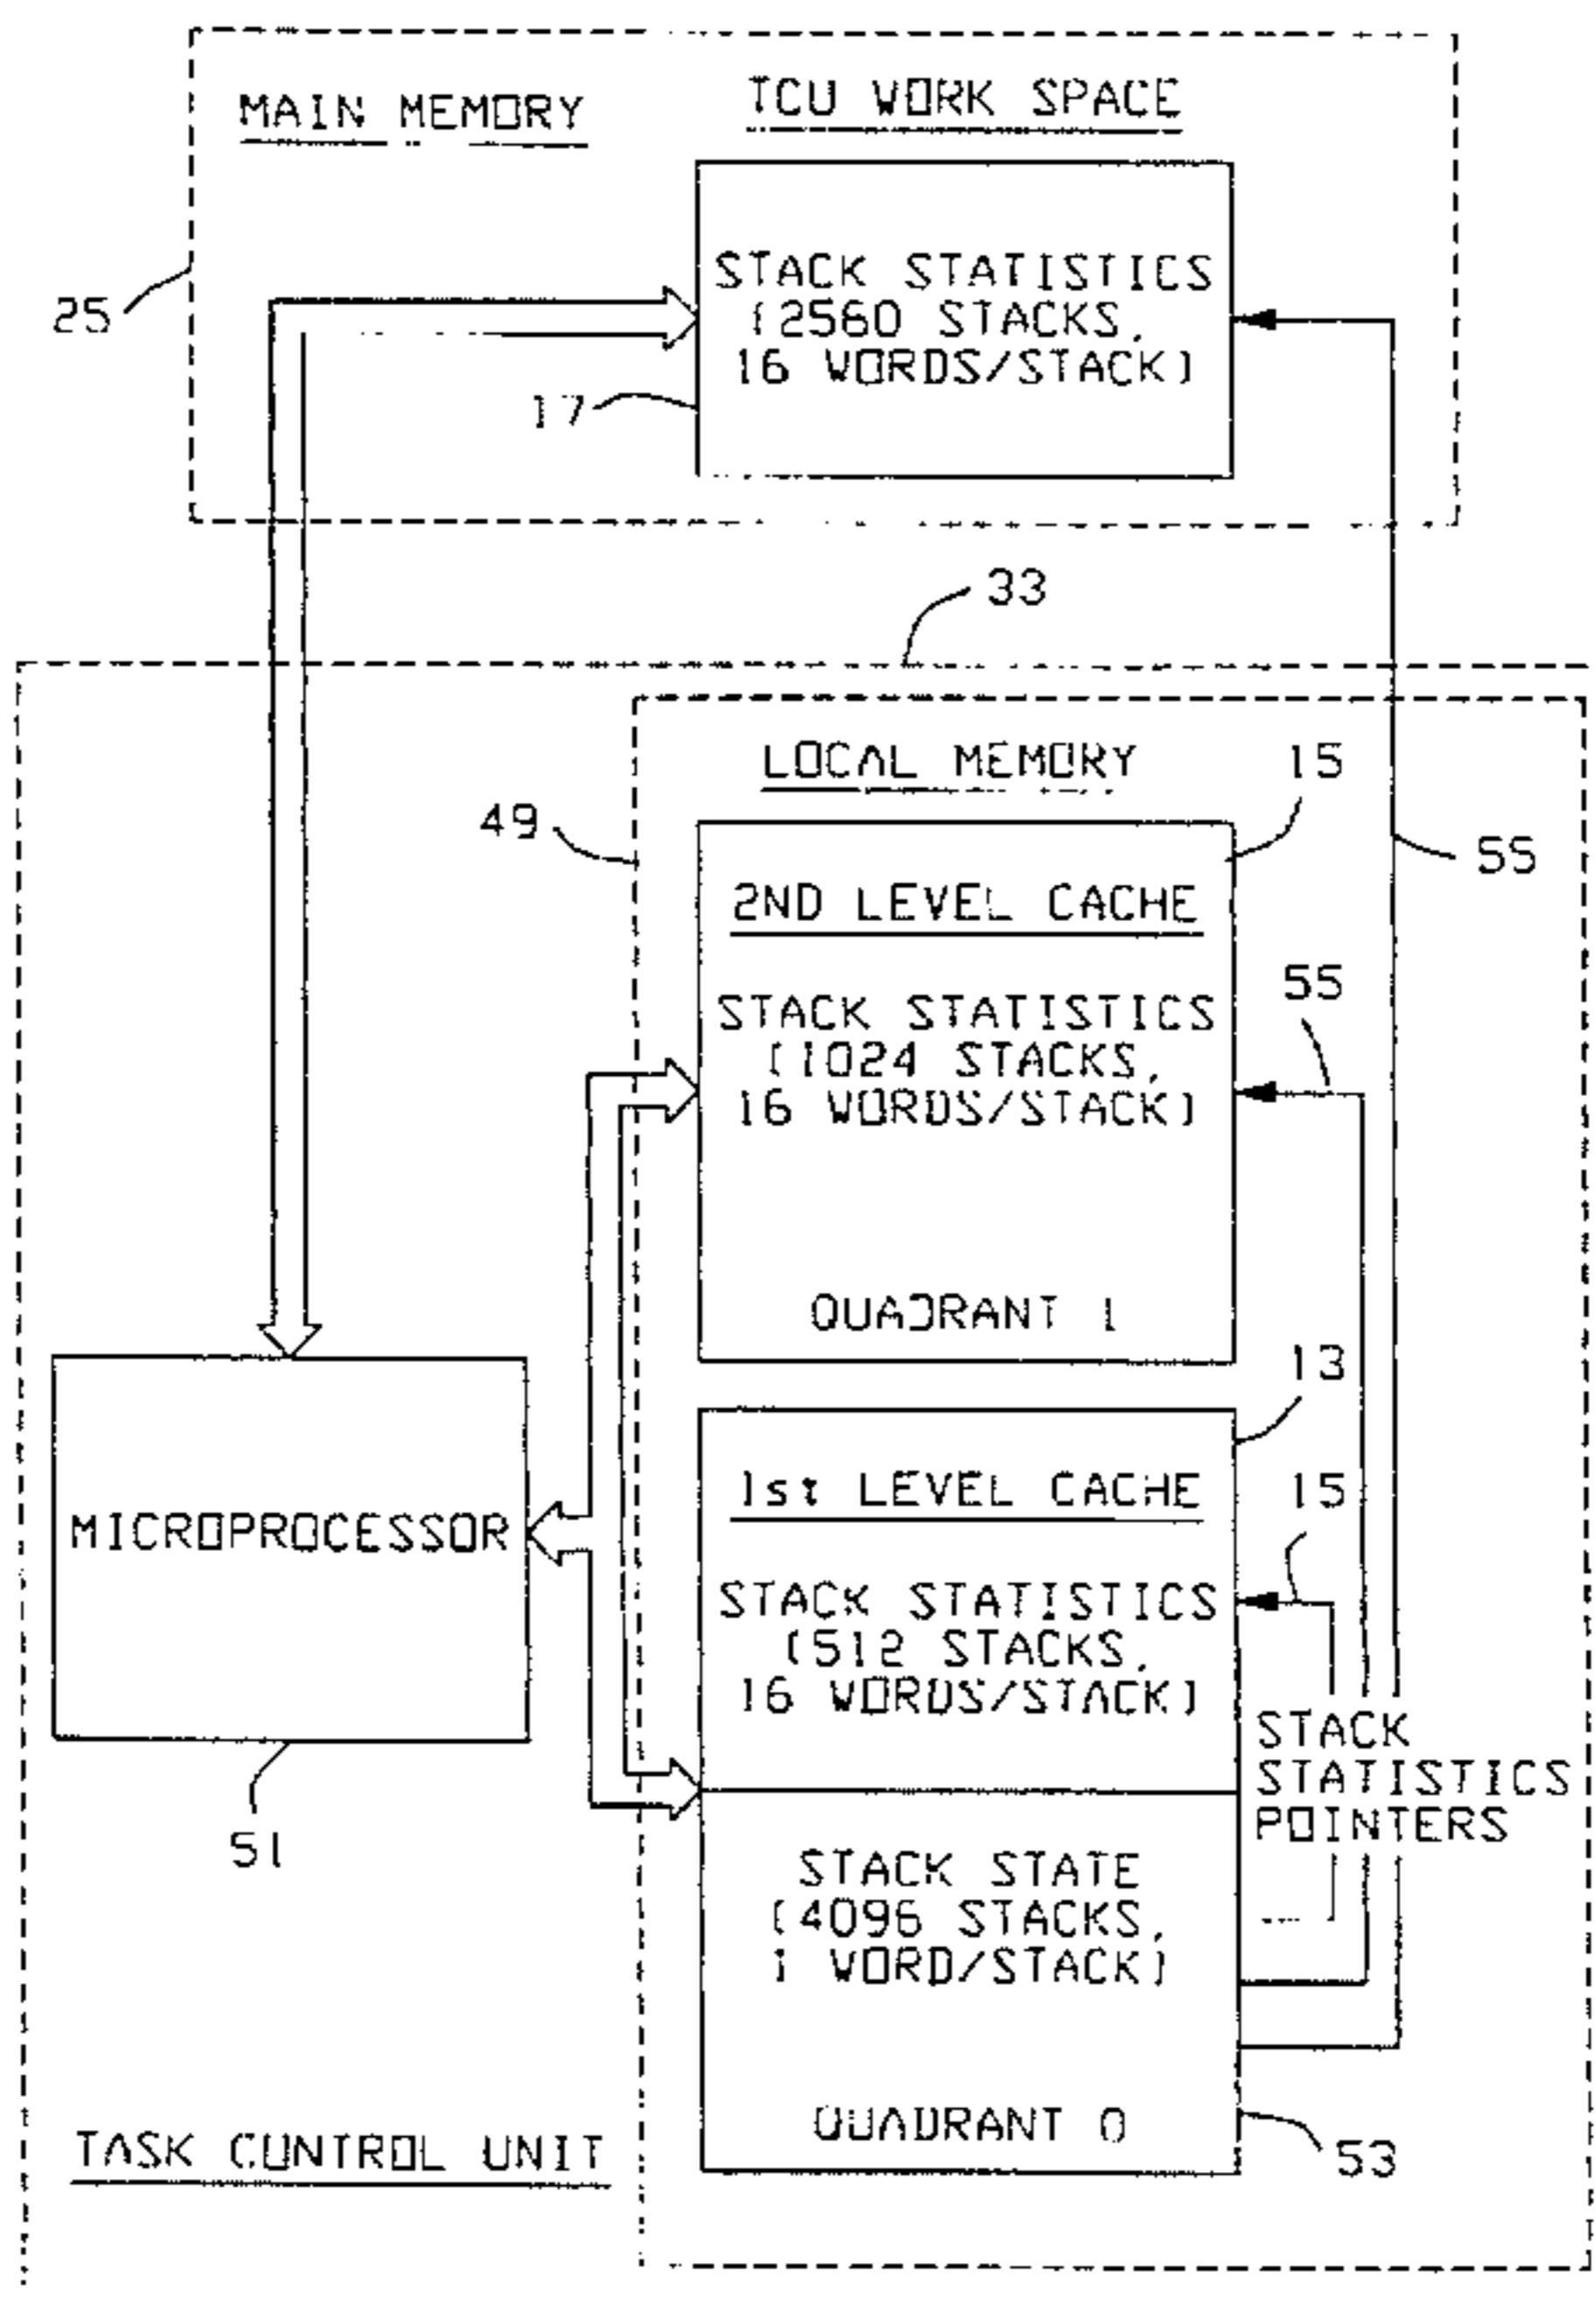 MAIN MEMORY
TCU WORK SPACE
STACK STATISTICS
(2560 STACKS,
16 WORDS/STACK)
25
17
33
LOCAL MEMORY
15
49
55
2ND LEVEL CACHE
55
STACK STATISTICS
(1024 STACKS,
16 WORDS/STACK)
QUADRANT 1
13
1st LEVEL CACHE
15
MICROPROCESSOR
STACK STATISTICS
(512 STACKS,
16 WORDS/STACK)
STACK
STATISTICS
POINTERS
51
STACK STATE
(4096 STACKS,
1 WORD/STACK)
QUADRANT 0
53
TASK CONTROL UNIT